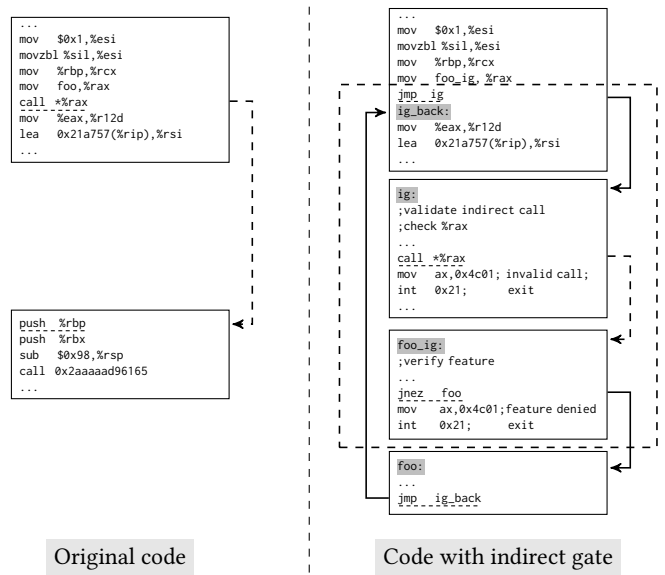 ...
mov $0x1,%esi
movzbl %sil,%esi
mov %rbp,%rcx
mov foo,%rax
call *%rax
mov %eax,%r12d
lea 0x21a757(%rip),%rsi
...
push %rbp
push %rbx
sub $0x98,%rsp
call 0x2aaaaad96165
...
Original code
...
mov $0x1,%esi
movzbl %sil,%esi
mov %rbp,%rcx
mov foo_ig, %rax
jmp ig
ig_back:
mov %eax,%r12d
lea 0x21a757(%rip),%rsi
...
ig:
;validate indirect call
;check %rax
...
call *%rax
mov ax,0x4c01; invalid call;
int 0x21; exit
...
foo_ig:
;verify feature
...
jnez foo
mov ax,0x4c01;feature denied
int 0x21; exit
foo:
...
jmp ig_back
Code with indirect gate